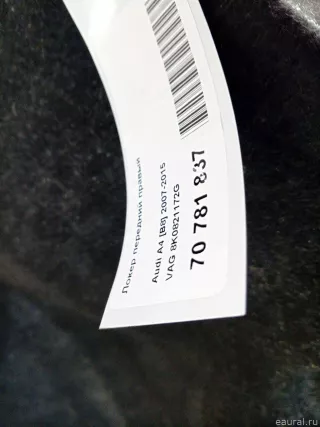 Локер передний правый
Audi A4 [B8] 2007-2015
VAG 8K0821172G
70 781 837
eaural.ru